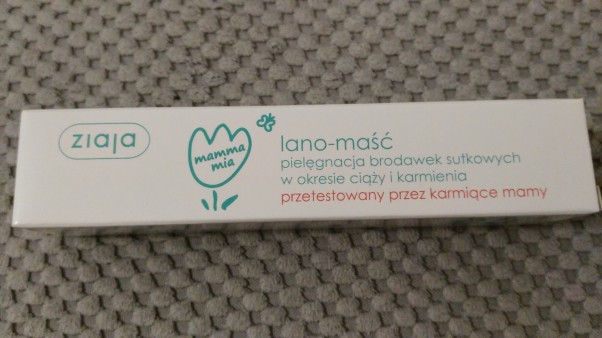 ziaja
mamma
mia
lano-maść
pielęgnacja brodawek sutkowych
w okresie ciąży i karmienia
przetestowany przez karmiące mamy